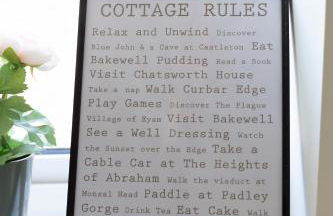 COTTAGE RULES
Relax and Unwind Discover
Blue John & a Cave at Castleton Eat
Bakewell Pudding Read a Book
Visit Chatsworth House
Take a nap Walk Curbar Edge
Play Games Discover The Plague
Village of Eyam Visit Bakewell
See a Well Dressing Watch
the Sunset over the Edge Take a
Cable Car at The Heights
of Abraham Walk the viaduct at
Monsal Head Paddle at Padley
Gorge Drink Tea Eat Cake Walk